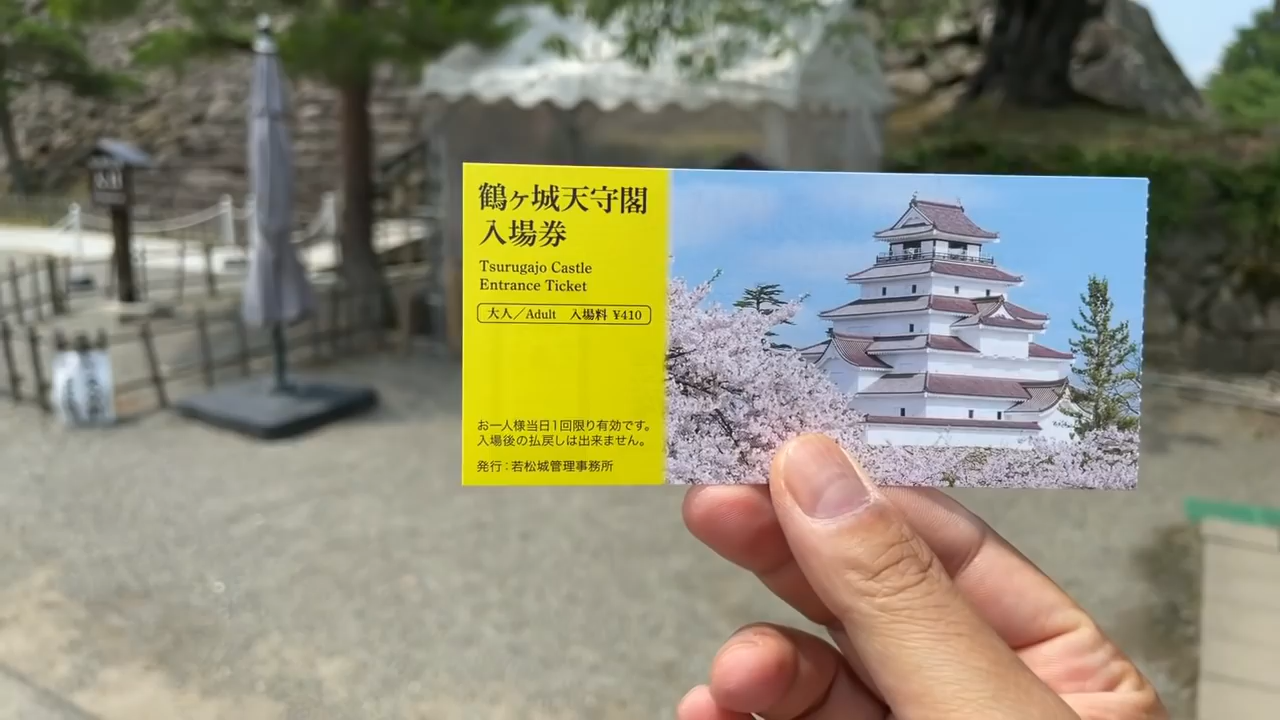 鶴ヶ城天守閣
入場券
Tsurugajo Castle
Entrance Ticket
大人／Adult　入場料 ¥410
お一人様当日1回限り有効です。
入場後の払戻しは出来ません。
発行：若松城管理事務所